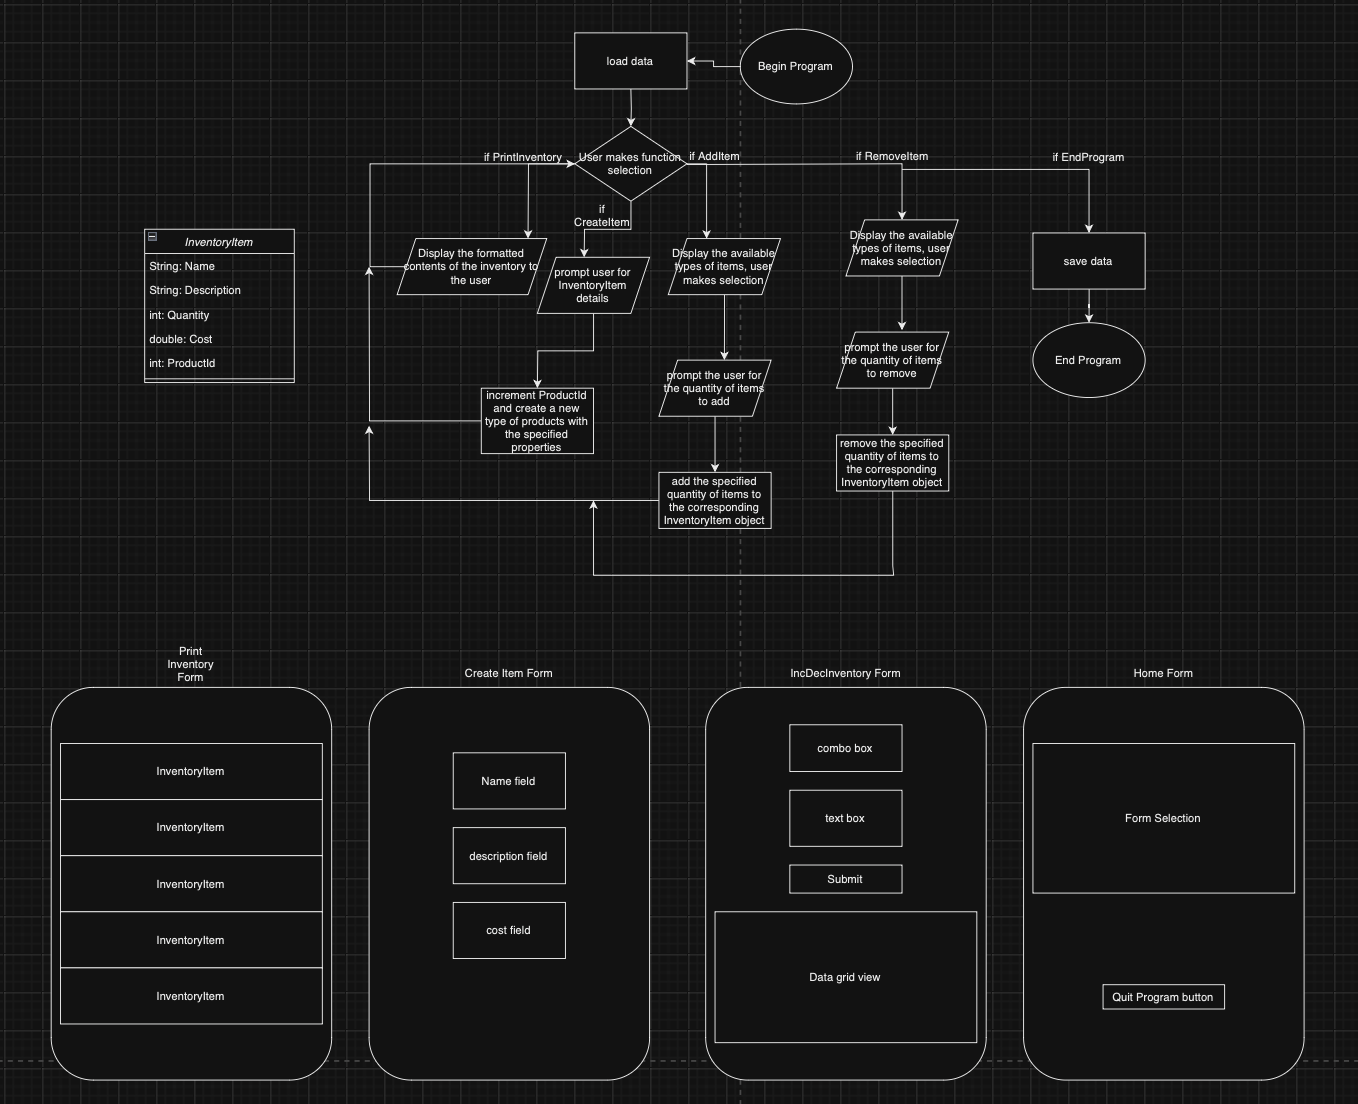 load data
Begin Program
if PrintInventory
User makes function
selection
if AddItem
if RemoveItem
if EndProgram
if
CreateItem
InventoryItem
String: Name
String: Description
int: Quantity
double: Cost
int: ProductId
Display the formatted
contents of the inventory to
the user
prompt user for
InventoryItem
details
Display the available
types of items, user
makes selection
Display the available
types of items, user
makes selection
save data
End Program
prompt the user for
the quantity of items
to add
prompt the user for
the quantity of items
to remove
increment ProductId
and create a new
type of products with
the specified
properties
remove the specified
quantity of items to
the corresponding
InventoryItem object
add the specified
quantity of items to
the corresponding
InventoryItem object
Print
Inventory
Form
InventoryItem
InventoryItem
InventoryItem
InventoryItem
InventoryItem
Create Item Form
Name field
description field
cost field
IncDecInventory Form
combo box
text box
Submit
Data grid view
Home Form
Form Selection
Quit Program button